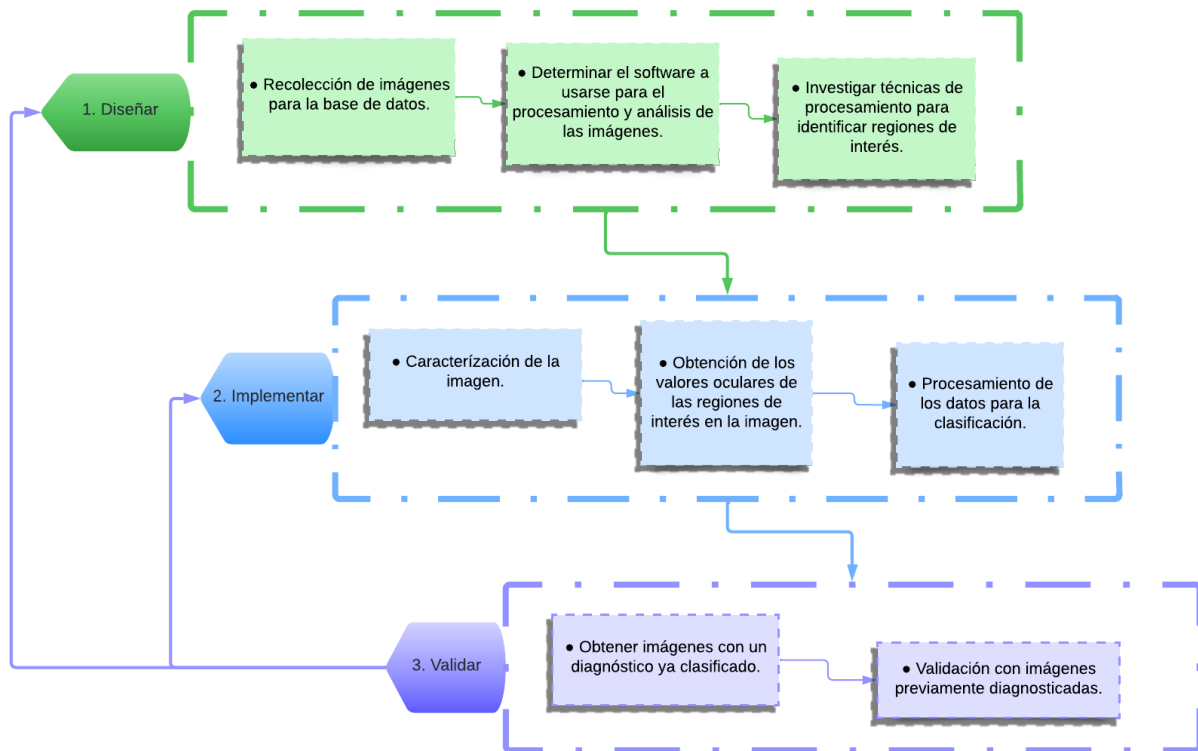 1. Diseñar
● Recolección de imágenes
para la base de datos.
● Determinar el software a
usarse para el
procesamiento y análisis de
las imágenes.
● Investigar técnicas de
procesamiento para
identificar regiones de
interés.
2. Implementar
● Caracterízación de la
imagen.
● Obtención de los
valores oculares de
las regiones de
interés en la imagen.
● Procesamiento de
los datos para la
clasificación.
3. Validar
● Obtener imágenes con un
diagnóstico ya clasificado.
● Validación con imágenes
previamente diagnosticadas.